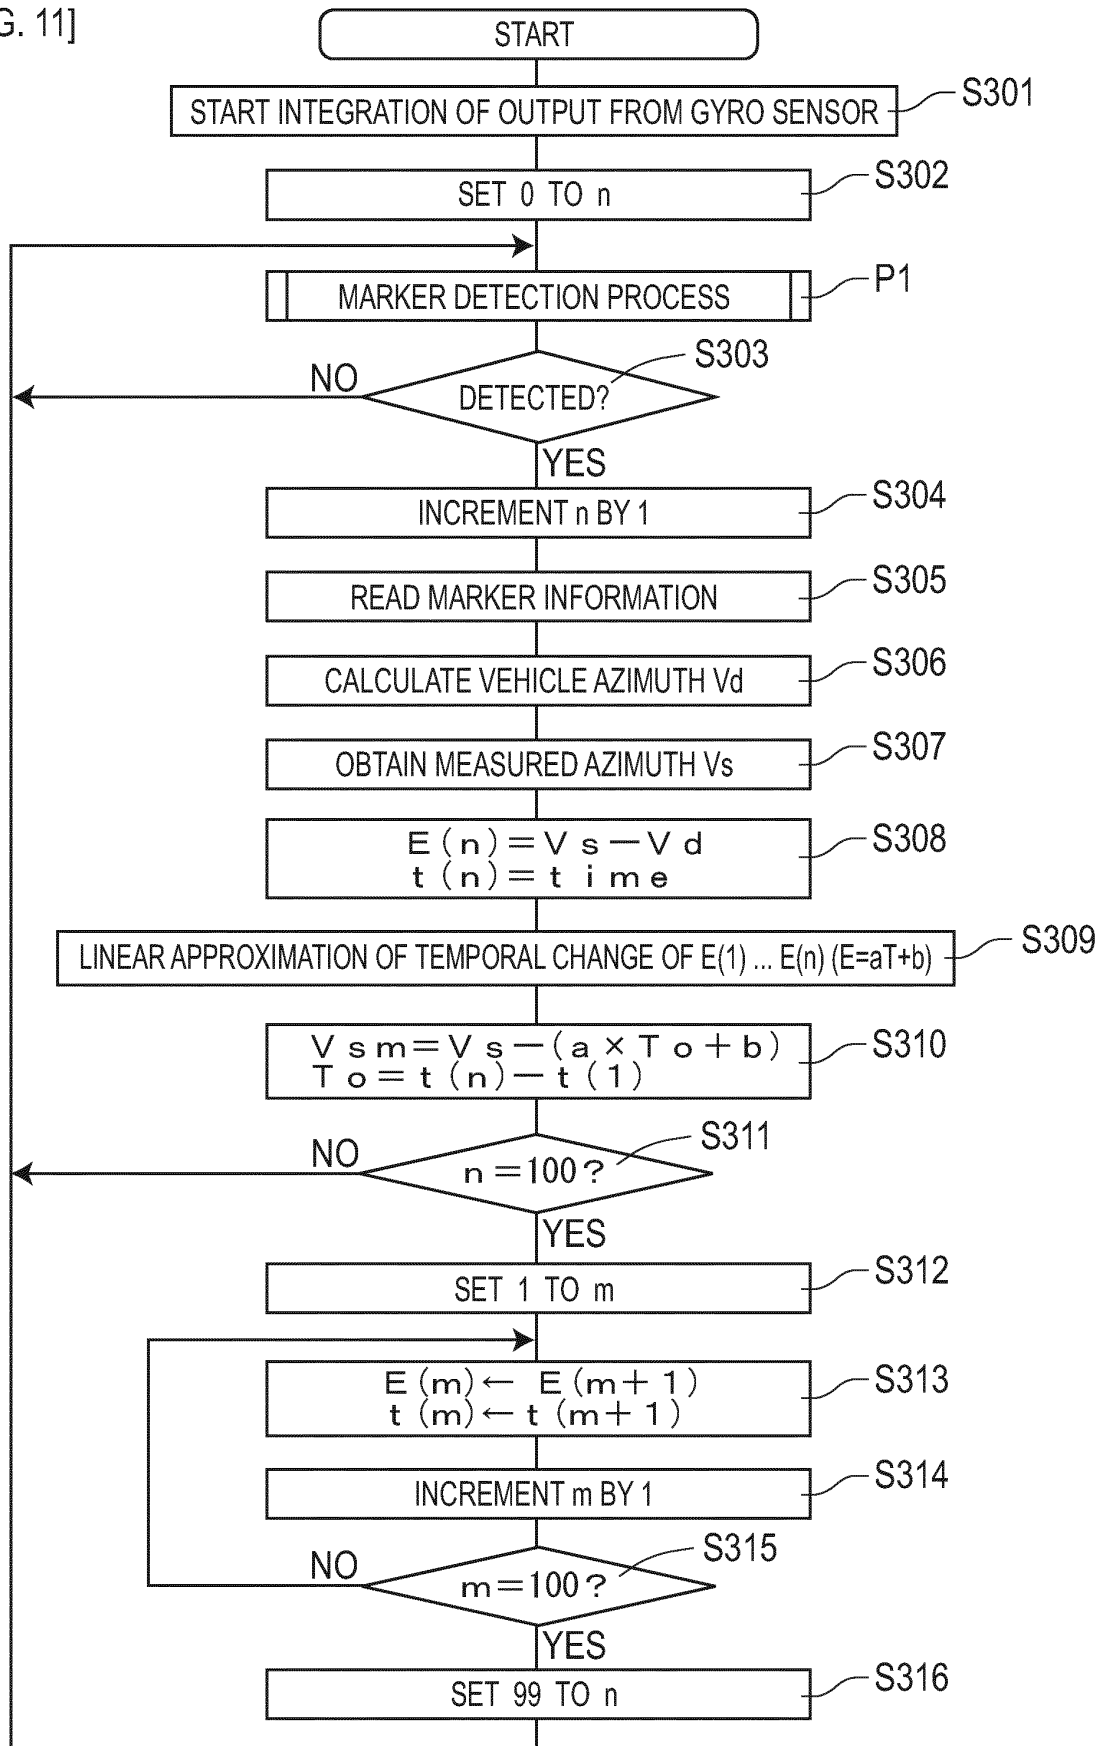 G. 11]
START
START INTEGRATION OF OUTPUT FROM GYRO SENSOR
S301
SET 0 TO n
S302
MARKER DETECTION PROCESS
P1
DETECTED?
S303
NO
YES
INCREMENT n BY 1
S304
READ MARKER INFORMATION
S305
CALCULATE VEHICLE AZIMUTH Vd
S306
OBTAIN MEASURED AZIMUTH Vs
S307
E (n) = Vs - Vd
t (n) = time
S308
LINEAR APPROXIMATION OF TEMPORAL CHANGE OF E(1) ... E(n) (E=aT+b)
S309
Vsm = Vs - (a × To + b)
To = t (n) - t (1)
S310
n = 100 ?
S311
NO
YES
SET 1 TO m
S312
E (m) ← E (m + 1)
t (m) ← t (m + 1)
S313
INCREMENT m BY 1
S314
m = 100 ?
S315
NO
YES
SET 99 TO n
S316